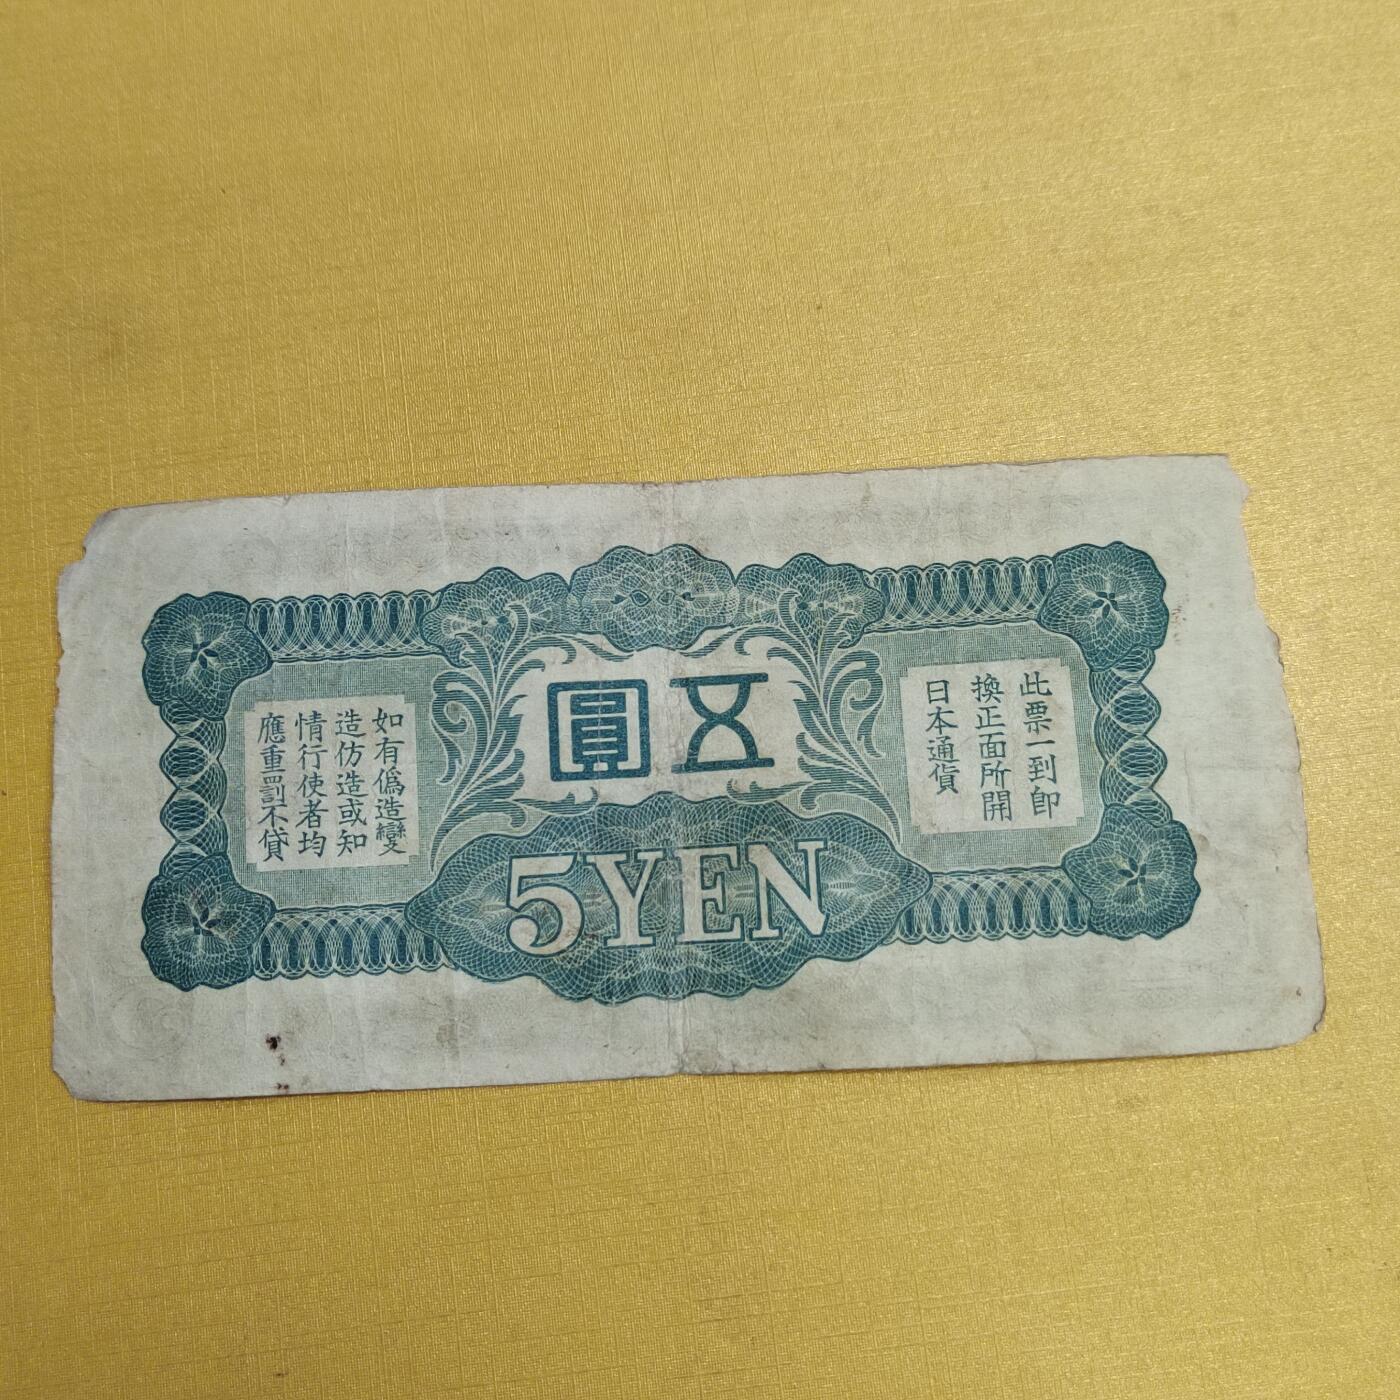 五圓
此票一到卽
換正面所開
日本通貨
如有僞造變
造仿造或知
情行使者均
應重罰不貸
5YEN